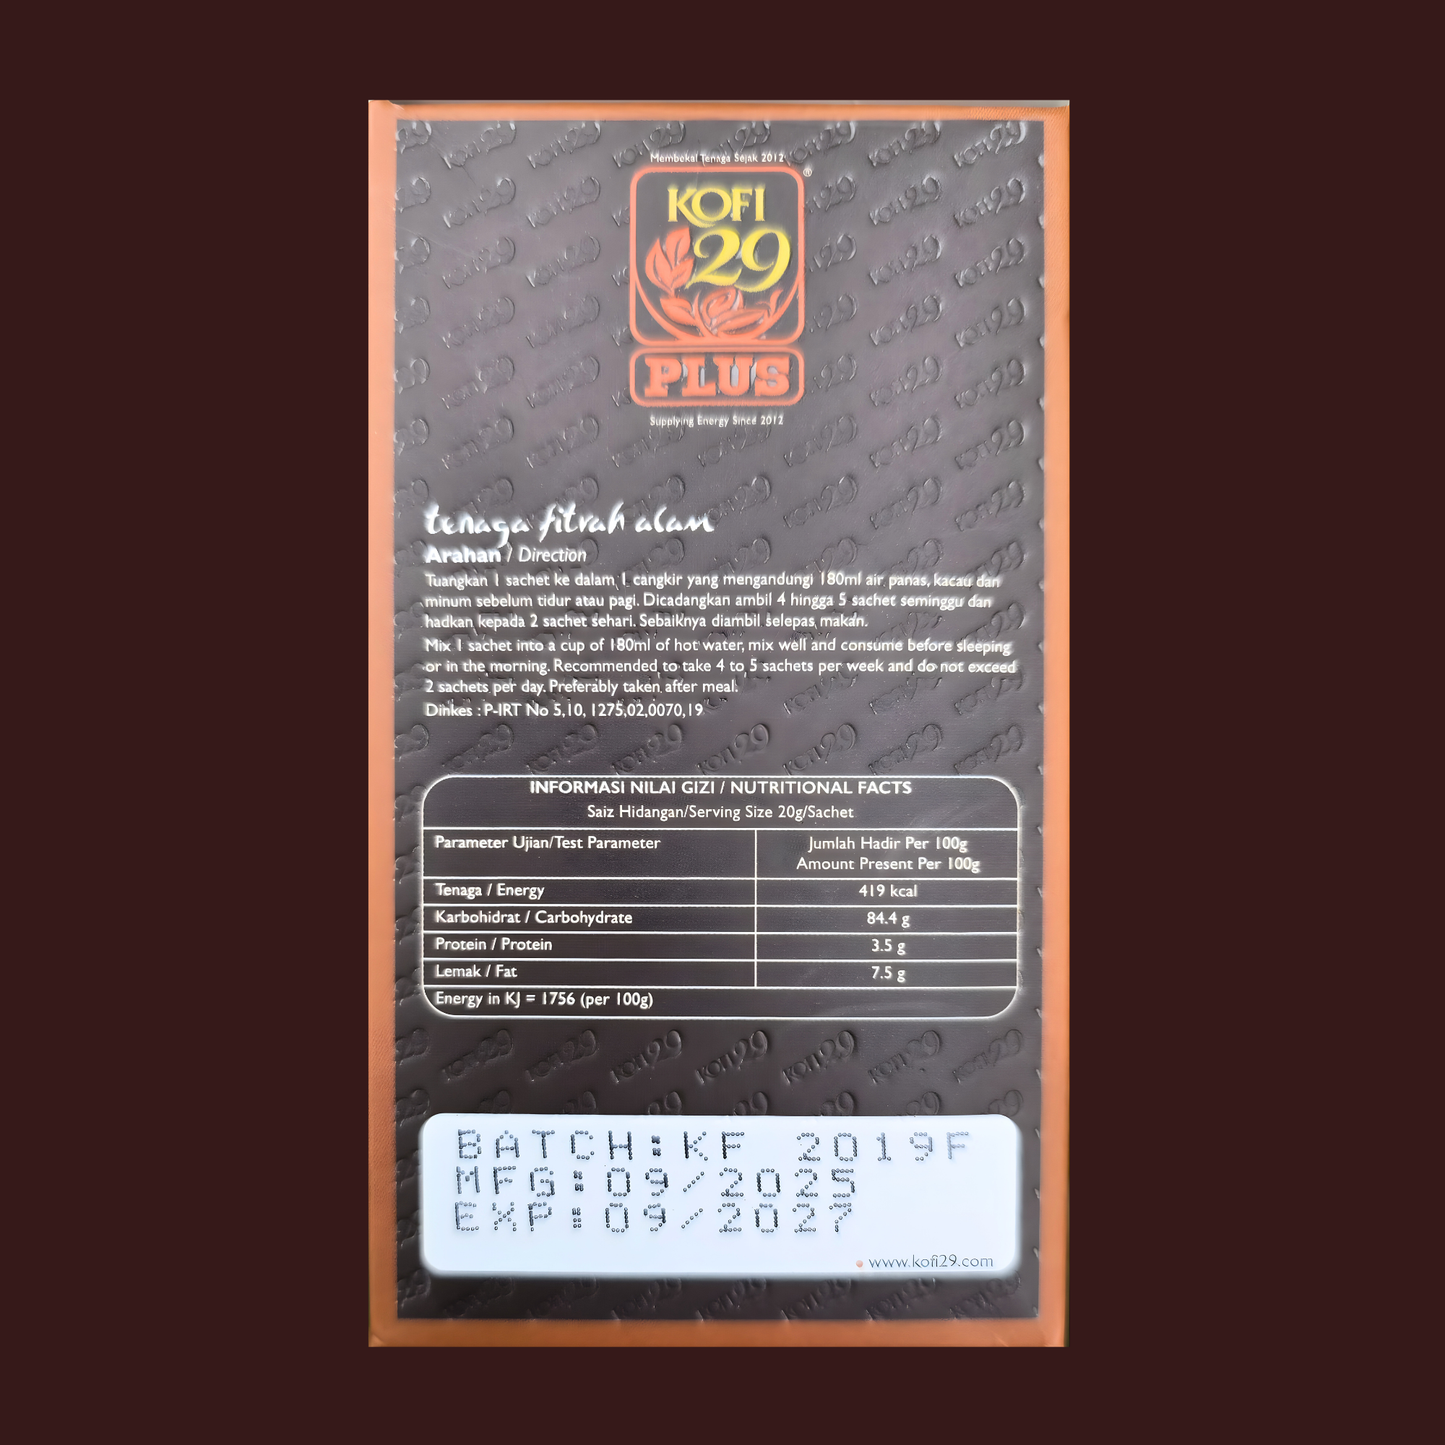 Membekal Tenaga Sejak 2012
KOFI
29
®
PLUS
Supplying Energy Since 2012
tenaga fitrah alam
Arahan / Direction
Tuangkan 1 sachet ke dalam 1 cangkir yang mengandungi 180ml air panas, kacau dan
minum sebelum tidur atau pagi. Dicadangkan ambil 4 hingga 5 sachet seminggu dan
hadkan kepada 2 sachet sehari. Sebaiknya diambil selepas makan.
Mix 1 sachet into a cup of 180ml of hot water, mix well and consume before sleeping
or in the morning. Recommended to take 4 to 5 sachets per week and do not exceed
2 sachets per day. Preferably taken after meal.
Dinkes : P-IRT No 5,10, 1275,02,0070,19
INFORMASI NILAI GIZI / NUTRITIONAL FACTS
Saiz Hidangan/Serving Size 20g/Sachet
Parameter Ujian/Test Parameter
Jumlah Hadir Per 100g
Amount Present Per 100g
Tenaga / Energy 419 kcal
Karbohidrat / Carbohydrate 84.4 g
Protein / Protein 3.5 g
Lemak / Fat 7.5 g
Energy in KJ = 1756 (per 100g)
BATCH:KF 2019F
MFG:09/2025
EXP:09/2027
www.kofi29.com